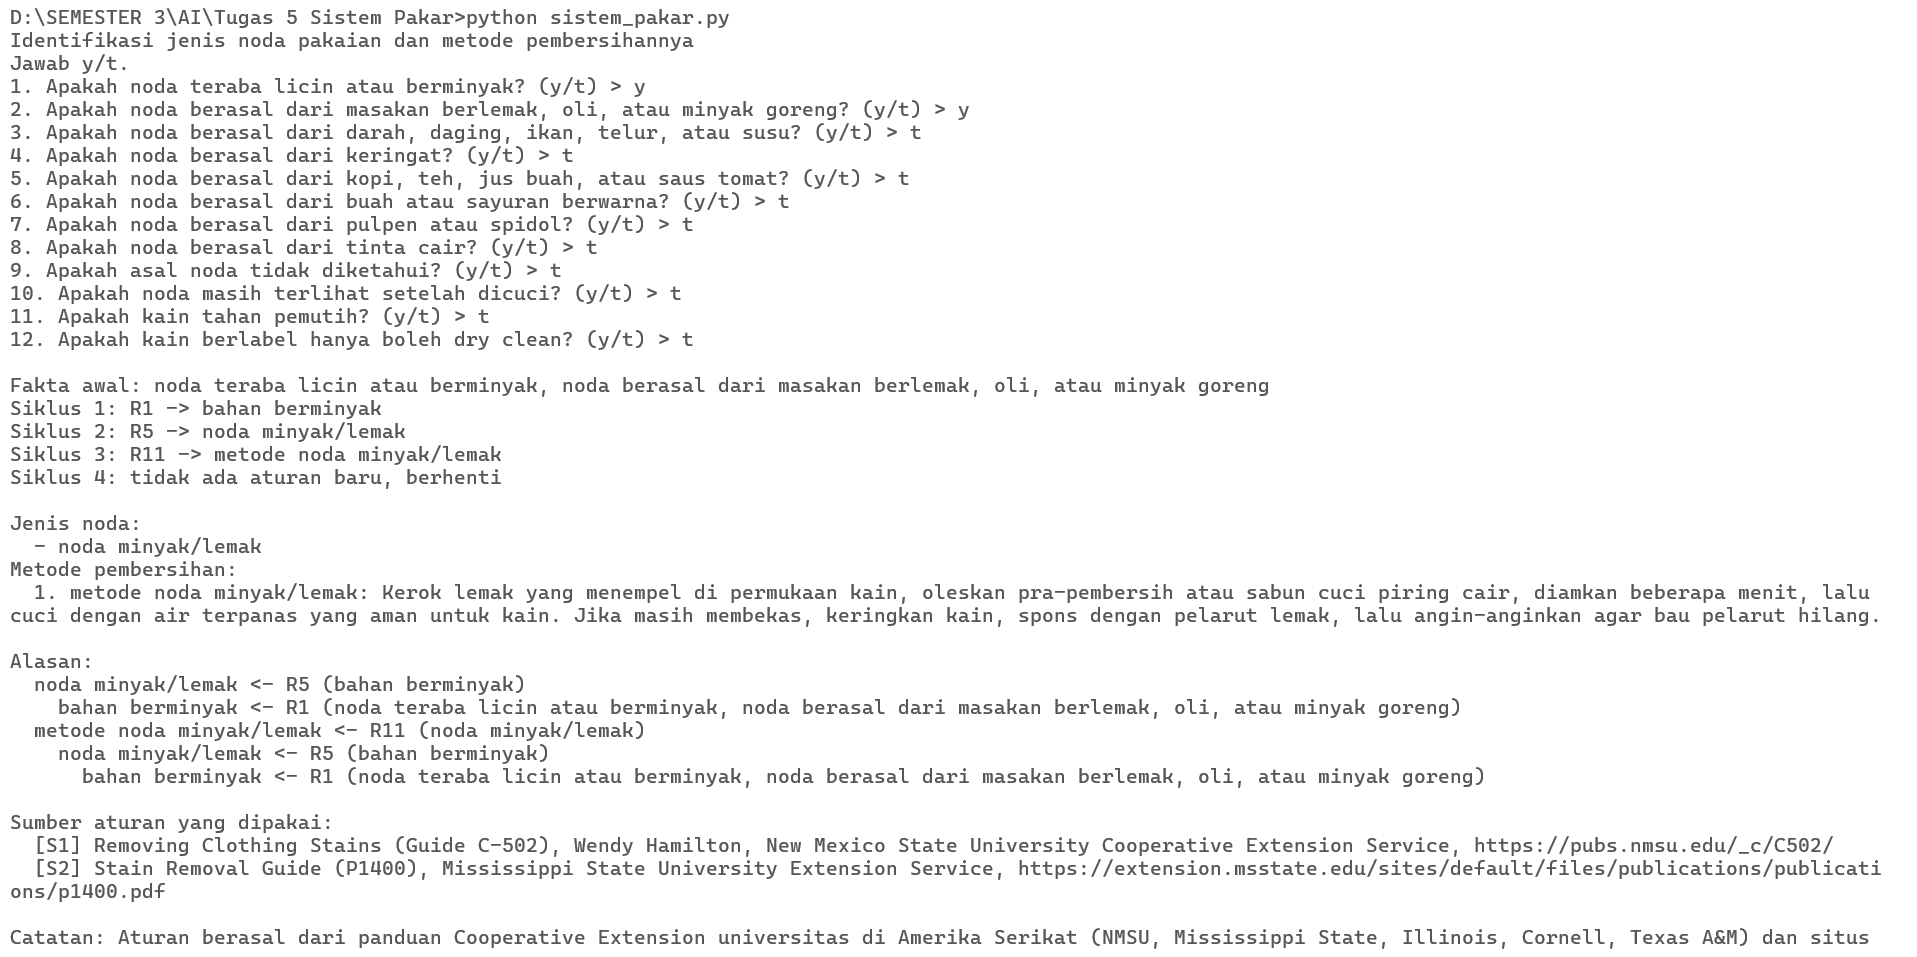 D:\SEMESTER 3\AI\Tugas 5 Sistem Pakar>python sistem_pakar.py
Identifikasi jenis noda pakaian dan metode pembersihannya
Jawab y/t.
1. Apakah noda teraba licin atau berminyak? (y/t) > y
2. Apakah noda berasal dari masakan berlemak, oli, atau minyak goreng? (y/t) > y
3. Apakah noda berasal dari darah, daging, ikan, telur, atau susu? (y/t) > t
4. Apakah noda berasal dari keringat? (y/t) > t
5. Apakah noda berasal dari kopi, teh, jus buah, atau saus tomat? (y/t) > t
6. Apakah noda berasal dari buah atau sayuran berwarna? (y/t) > t
7. Apakah noda berasal dari pulpen atau spidol? (y/t) > t
8. Apakah noda berasal dari tinta cair? (y/t) > t
9. Apakah asal noda tidak diketahui? (y/t) > t
10. Apakah noda masih terlihat setelah dicuci? (y/t) > t
11. Apakah kain tahan pemutih? (y/t) > t
12. Apakah kain berlabel hanya boleh dry clean? (y/t) > t

Fakta awal: noda teraba licin atau berminyak, noda berasal dari masakan berlemak, oli, atau minyak goreng
Siklus 1: R1 -> bahan berminyak
Siklus 2: R5 -> noda minyak/lemak
Siklus 3: R11 -> metode noda minyak/lemak
Siklus 4: tidak ada aturan baru, berhenti

Jenis noda:
  - noda minyak/lemak
Metode pembersihan:
  1. metode noda minyak/lemak: Kerok lemak yang menempel di permukaan kain, oleskan pra-pembersih atau sabun cuci piring cair, diamkan beberapa menit, lalu
cuci dengan air terpanas yang aman untuk kain. Jika masih membekas, keringkan kain, spons dengan pelarut lemak, lalu angin-anginkan agar bau pelarut hilang.

Alasan:
  noda minyak/lemak <- R5 (bahan berminyak)
    bahan berminyak <- R1 (noda teraba licin atau berminyak, noda berasal dari masakan berlemak, oli, atau minyak goreng)
  metode noda minyak/lemak <- R11 (noda minyak/lemak)
    noda minyak/lemak <- R5 (bahan berminyak)
      bahan berminyak <- R1 (noda teraba licin atau berminyak, noda berasal dari masakan berlemak, oli, atau minyak goreng)

Sumber aturan yang dipakai:
  [S1] Removing Clothing Stains (Guide C-502), Wendy Hamilton, New Mexico State University Cooperative Extension Service, https://pubs.nmsu.edu/_c/C502/
  [S2] Stain Removal Guide (P1400), Mississippi State University Extension Service, https://extension.msstate.edu/sites/default/files/publications/publicati
ons/p1400.pdf

Catatan: Aturan berasal dari panduan Cooperative Extension universitas di Amerika Serikat (NMSU, Mississippi State, Illinois, Cornell, Texas A&M) dan situs